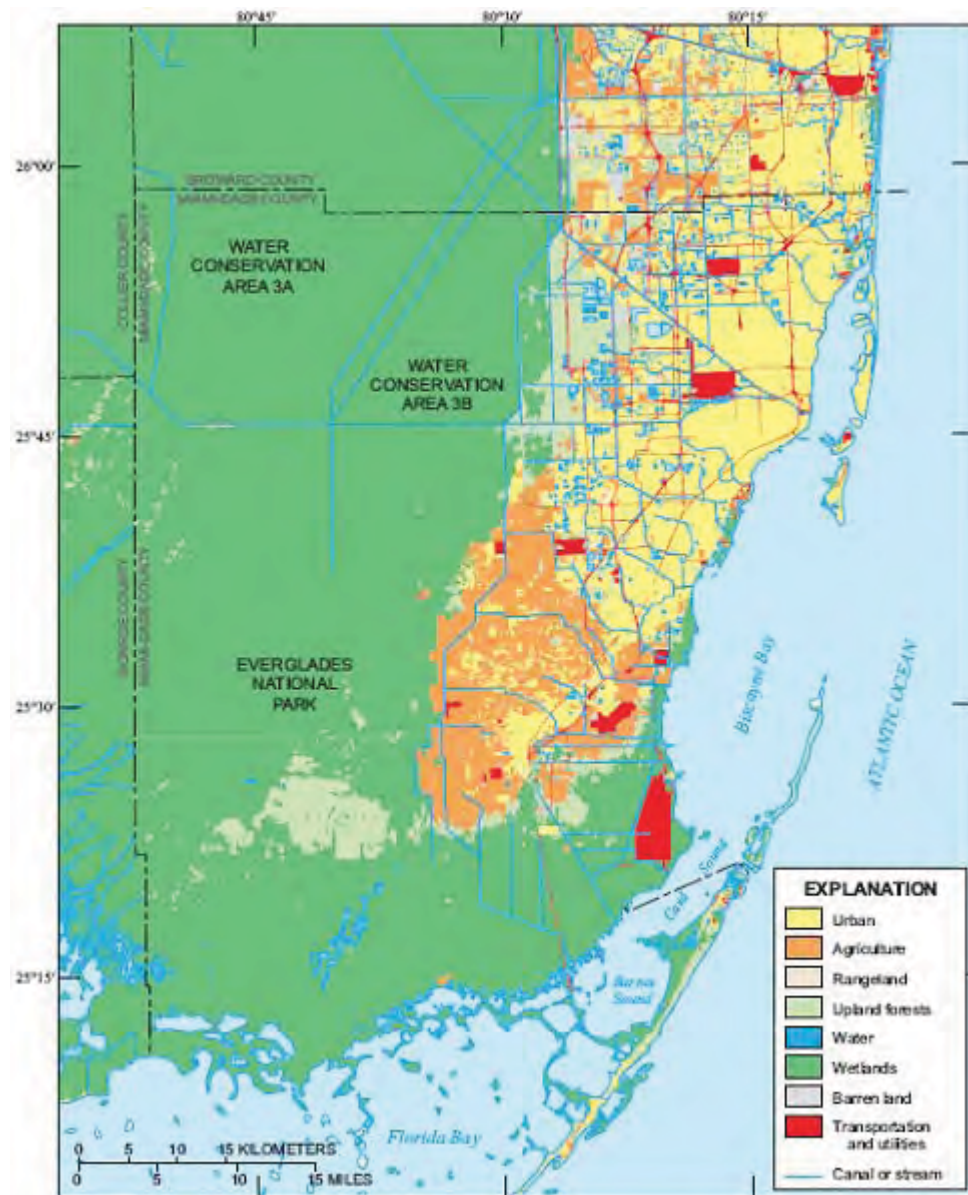 80°45'
80°10'
80°15'
26°00'
BROWARD COUNTY
MIAMI-DADE COUNTY
COLLIER COUNTY
MIAMI-DADE COUNTY
WATER
CONSERVATION
AREA 3A
WATER
CONSERVATION
AREA 3B
25°45'
MONROE COUNTY
MIAMI-DADE COUNTY
EVERGLADES
NATIONAL
PARK
Biscayne Bay
ATLANTIC OCEAN
25°30'
Card Sound
25°15'
Barnes
Sound
Florida Bay
EXPLANATION
Urban
Agriculture
Rangeland
Upland forests
Water
Wetlands
Barren land
Transportation
and utilities
Canal or stream
0 5 10 15 KILOMETERS
0 5 10 15 MILES